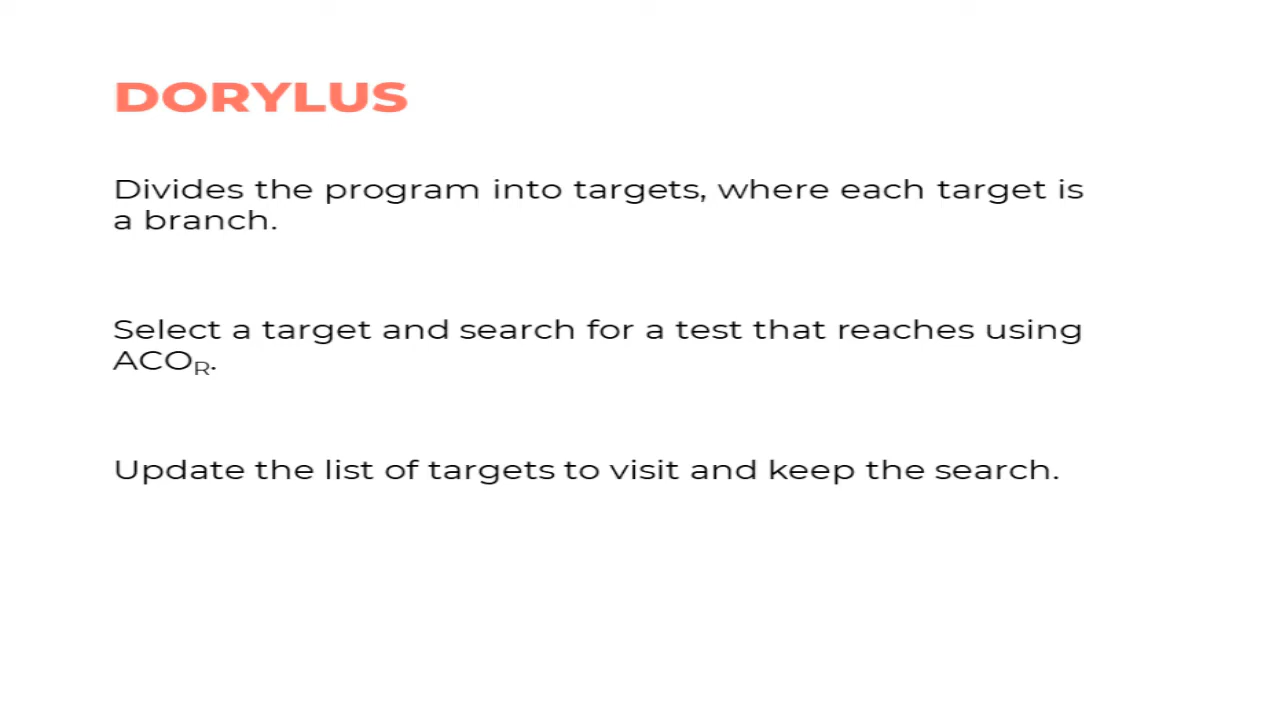 DORYLUS
Divides the program into targets, where each target is
a branch.
Select a target and search for a test that reaches using
ACO_R.
Update the list of targets to visit and keep the search.